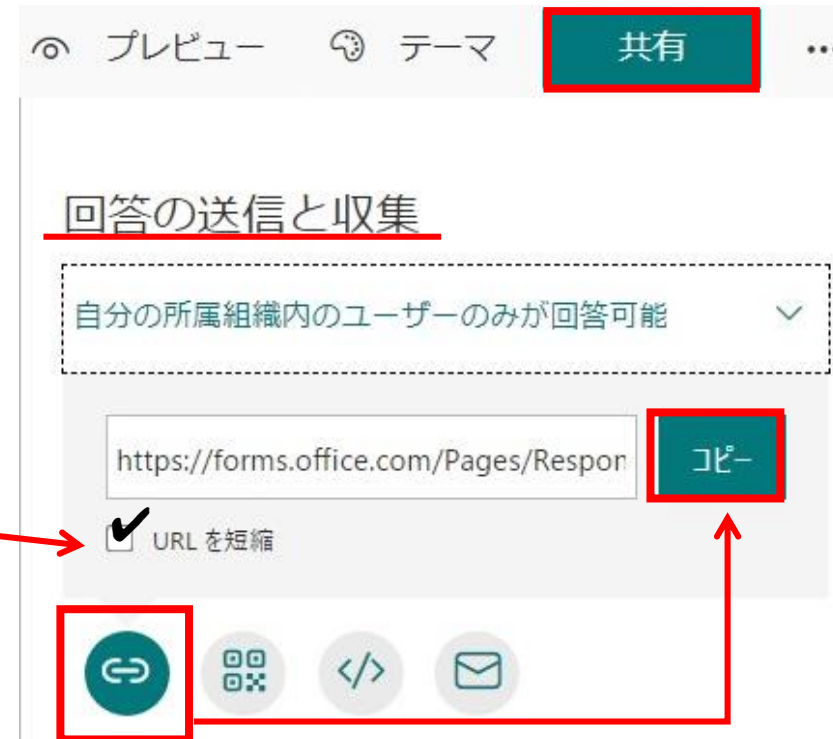 プレビュー テーマ 共有 ...
回答の送信と収集
自分の所属組織内のユーザーのみが回答可能
https://forms.office.com/Pages/Respon コピー
URL を短縮
</>